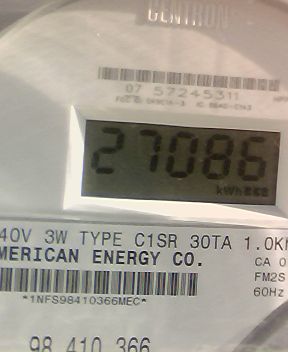 CENTRON
07 57245311
27086
kWh
40V 3W TYPE C1SR 30TA 1.0K
MERICAN ENERGY CO.
CA 0
FM2S
60Hz
*1NFS98410366MEC*
98 410 366